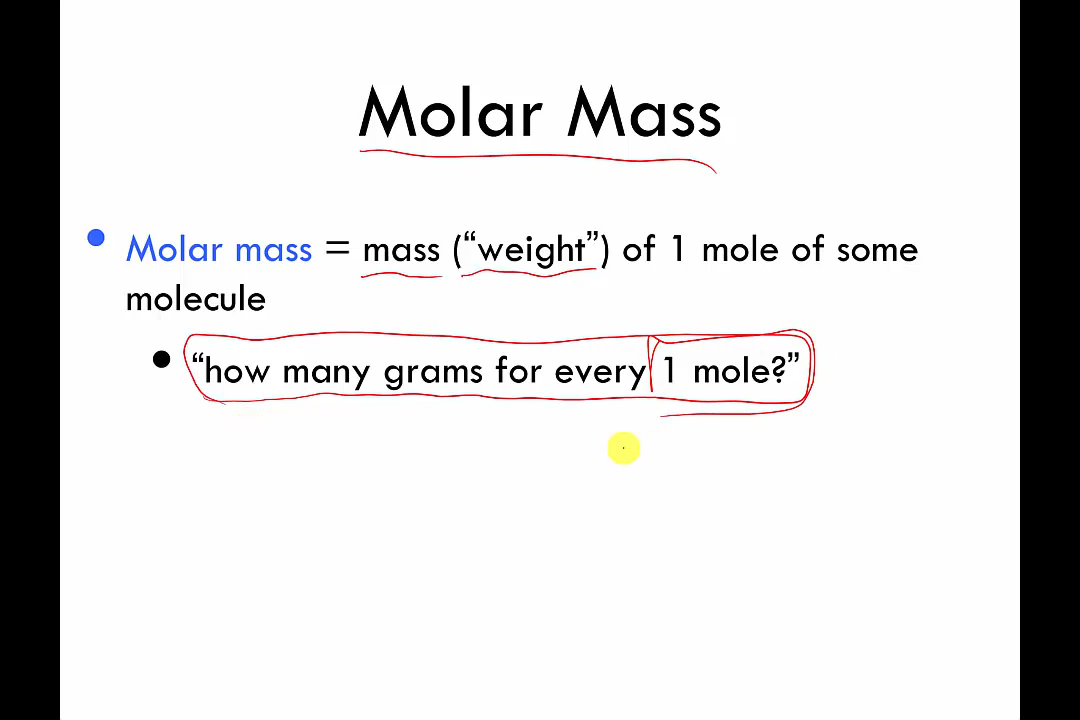 Molar Mass
• Molar mass = mass (“weight”) of 1 mole of some
molecule
• “how many grams for every 1 mole?”